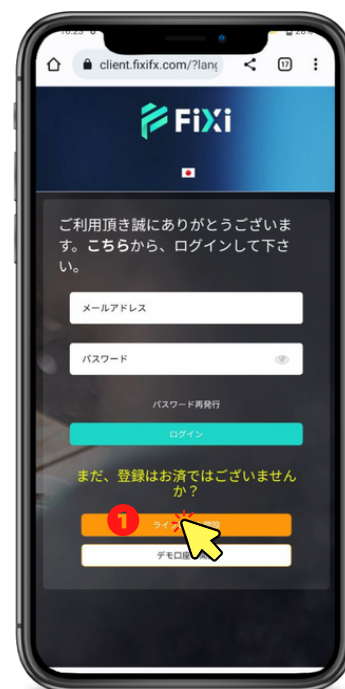 client.fixifx.com/?lang
17
FiXi
ご利用頂き誠にありがとうございま
す。こちらから、ログインして下さ
い。
メールアドレス
パスワード
パスワード再発行
ログイン
まだ、登録はお済ではございません
か？
1
ライ
デモ口座